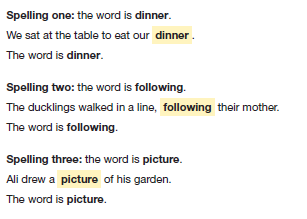 Spelling one: the word is dinner.
We sat at the table to eat our dinner.
The word is dinner.
Spelling two: the word is following.
The ducklings walked in a line, following their mother.
The word is following.
Spelling three: the word is picture.
Ali drew a picture of his garden.
The word is picture.